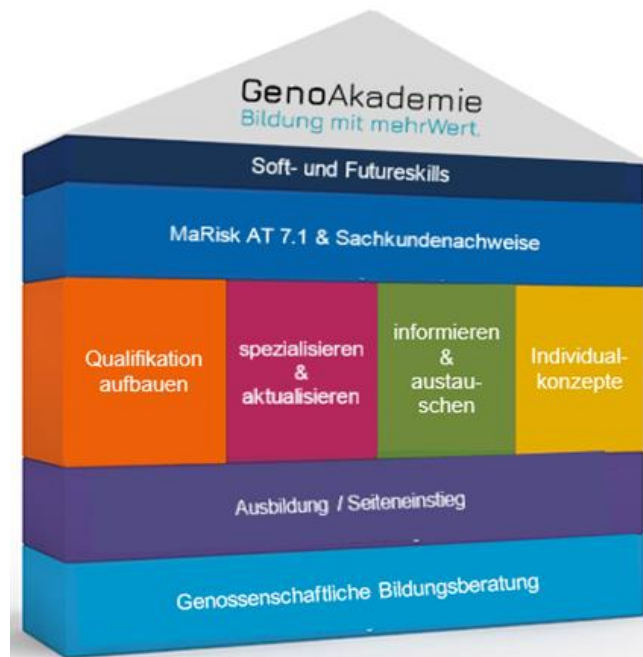 GenoAkademie
Bildung mit mehrWert.
Soft- und Futureskills
MaRisk AT 7.1 & Sachkundenachweise
Qualifikation
aufbauen
spezialisieren
&
aktualisieren
informieren
&
austau-
schen
Individual-
konzepte
Ausbildung / Seiteneinstieg
Genossenschaftliche Bildungsberatung